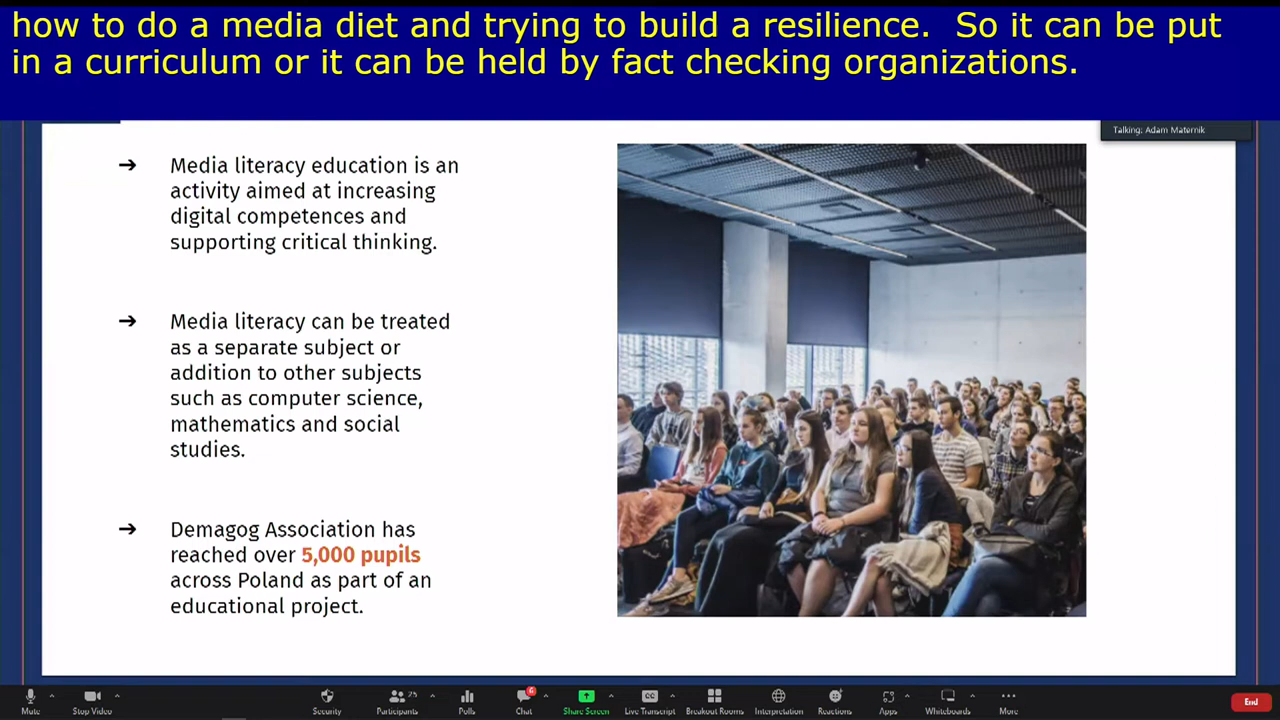 how to do a media diet and trying to build a resilience.  So it can be put
in a curriculum or it can be held by fact checking organizations.
Talking: Adam Maternik
➔ Media literacy education is an
activity aimed at increasing
digital competences and
supporting critical thinking.
➔ Media literacy can be treated
as a separate subject or
addition to other subjects
such as computer science,
mathematics and social
studies.
➔ Demagog Association has
reached over 5,000 pupils
across Poland as part of an
educational project.
Mute
Stop Video
Security
Participants
Polls
Chat 6
Share Screen
Live Transcript
Breakout Rooms
Interpretation
Reactions
Apps
Whiteboards
More
End